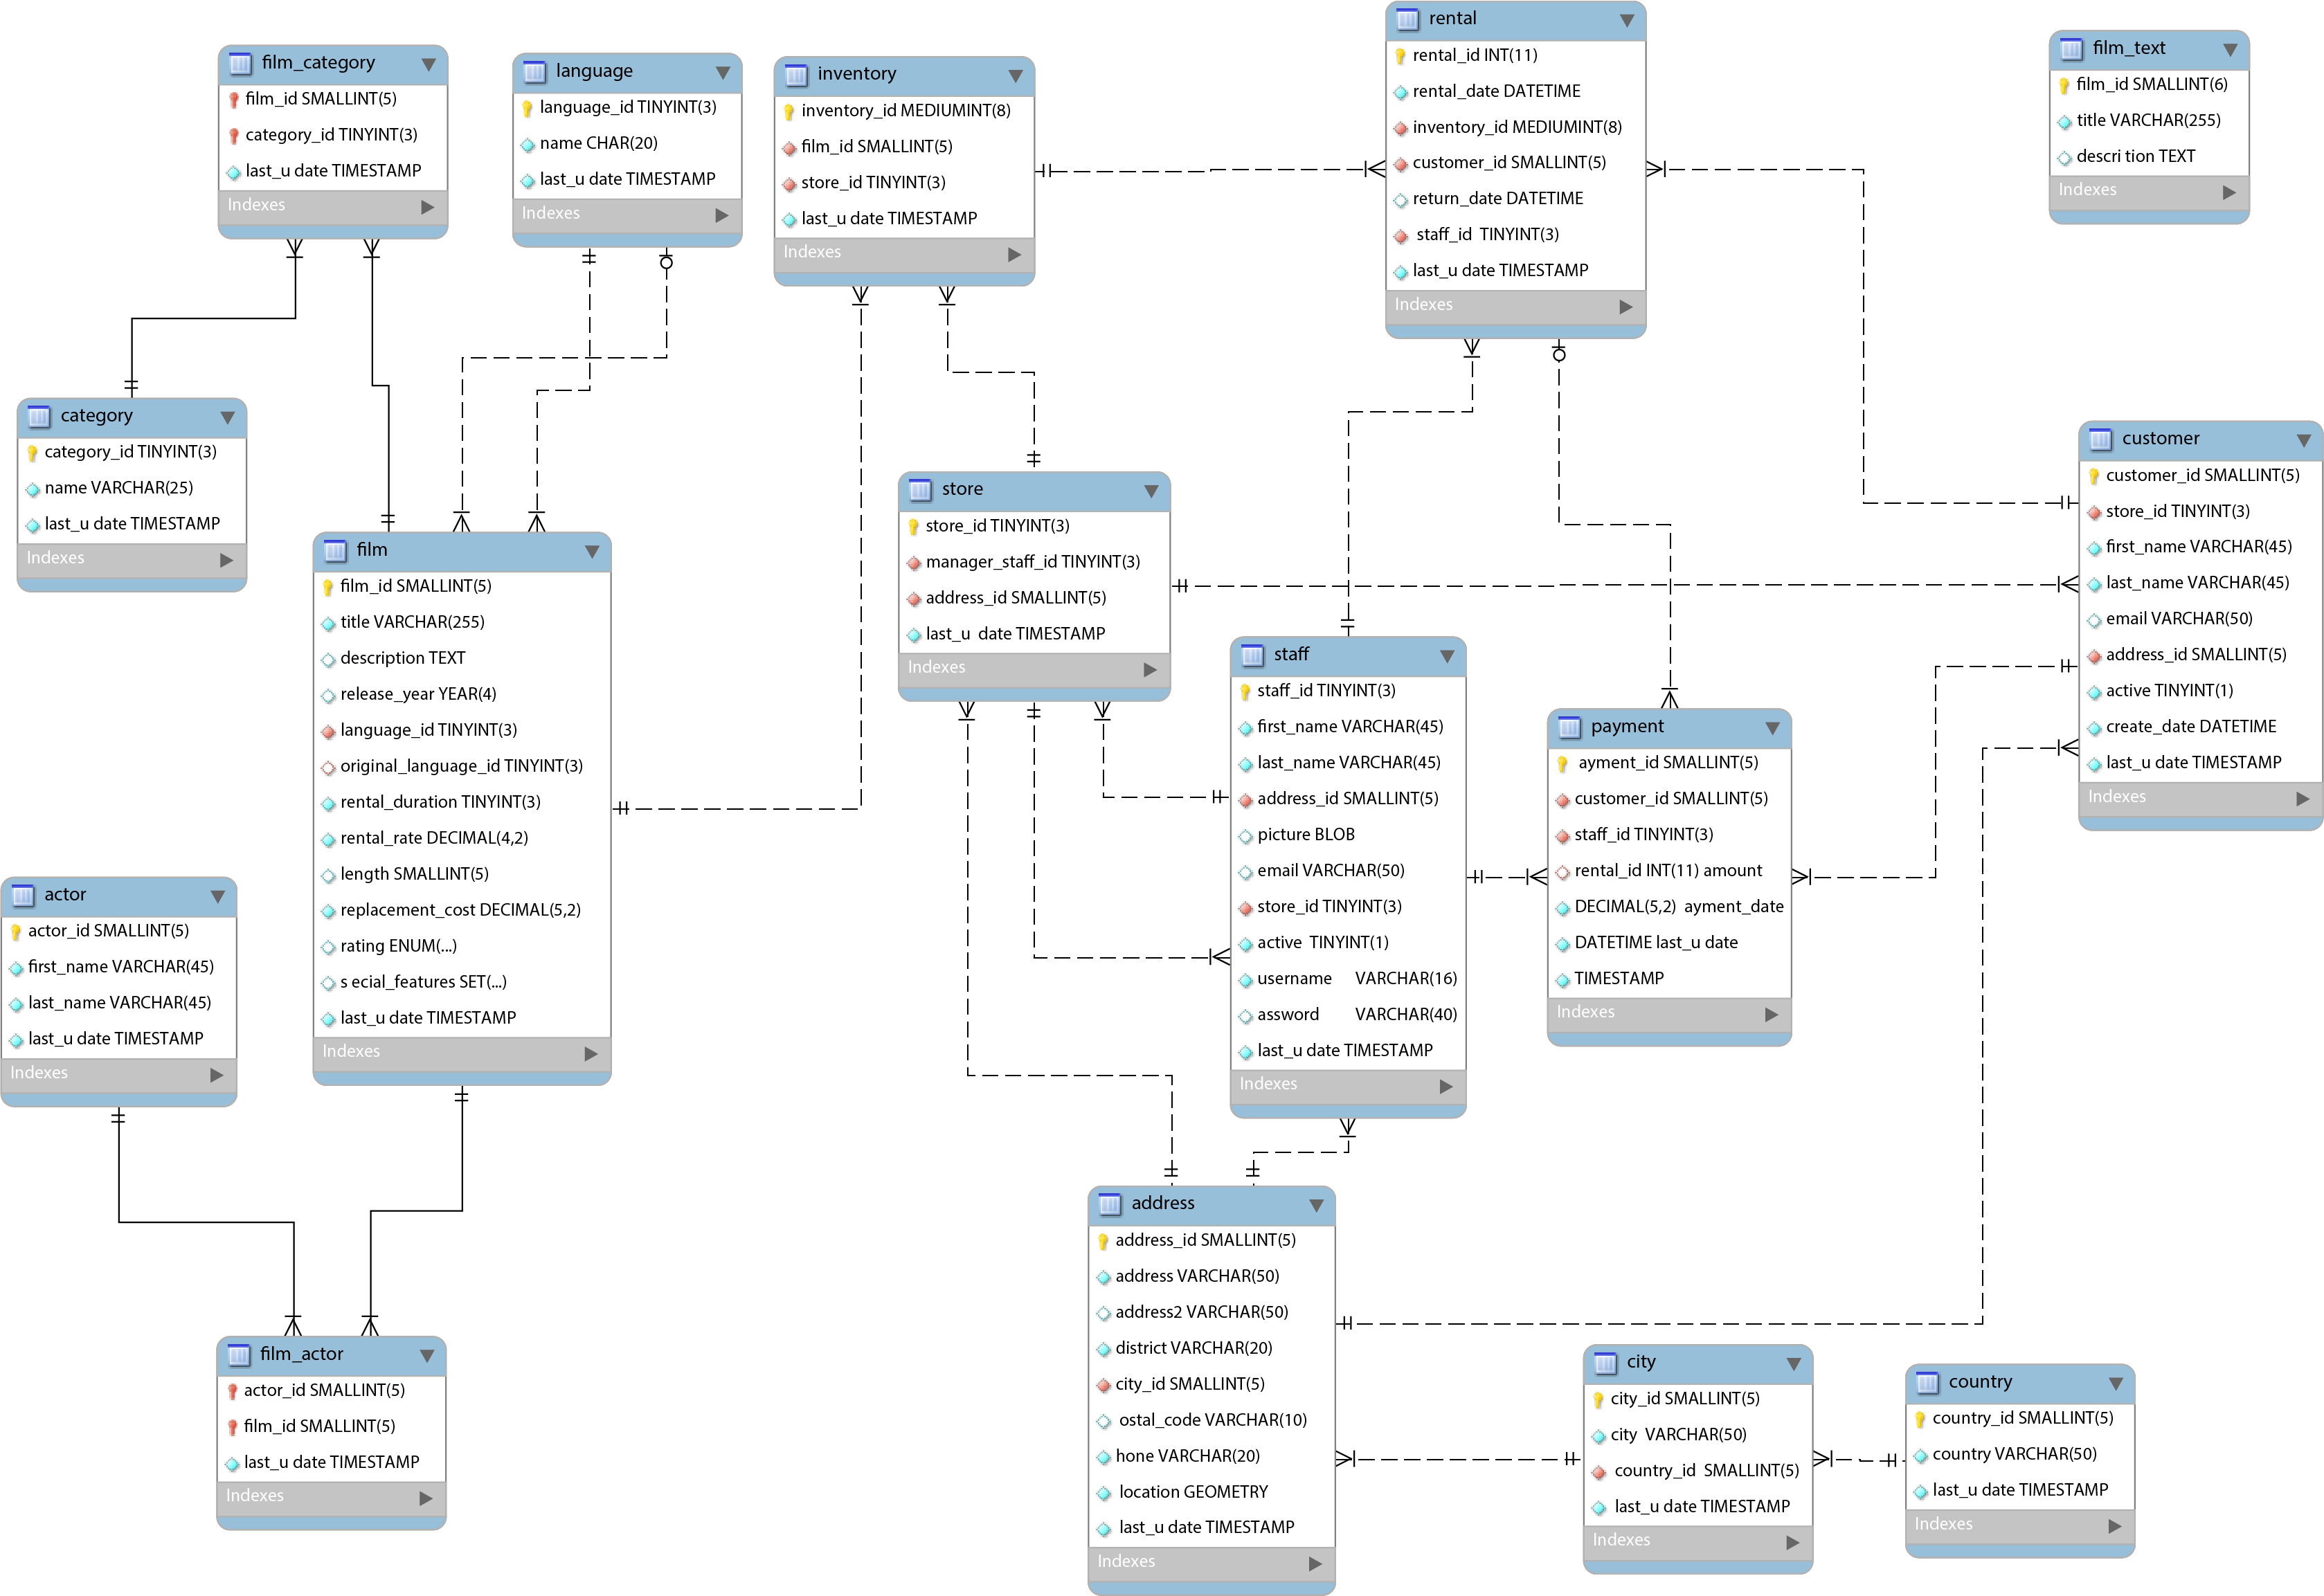 film_category
film_id SMALLINT(5)
category_id TINYINT(3)
last_u date TIMESTAMP
Indexes
language
language_id TINYINT(3)
name CHAR(20)
last_u date TIMESTAMP
Indexes
inventory
inventory_id MEDIUMINT(8)
film_id SMALLINT(5)
store_id TINYINT(3)
last_u date TIMESTAMP
Indexes
rental
rental_id INT(11)
rental_date DATETIME
inventory_id MEDIUMINT(8)
customer_id SMALLINT(5)
return_date DATETIME
staff_id TINYINT(3)
last_u date TIMESTAMP
Indexes
film_text
film_id SMALLINT(6)
title VARCHAR(255)
descri tion TEXT
Indexes
category
category_id TINYINT(3)
name VARCHAR(25)
last_u date TIMESTAMP
Indexes
film
film_id SMALLINT(5)
title VARCHAR(255)
description TEXT
release_year YEAR(4)
language_id TINYINT(3)
original_language_id TINYINT(3)
rental_duration TINYINT(3)
rental_rate DECIMAL(4,2)
length SMALLINT(5)
replacement_cost DECIMAL(5,2)
rating ENUM(...)
s ecial_features SET(...)
last_u date TIMESTAMP
Indexes
store
store_id TINYINT(3)
manager_staff_id TINYINT(3)
address_id SMALLINT(5)
last_u date TIMESTAMP
Indexes
staff
staff_id TINYINT(3)
first_name VARCHAR(45)
last_name VARCHAR(45)
address_id SMALLINT(5)
picture BLOB
email VARCHAR(50)
store_id TINYINT(3)
active TINYINT(1)
username VARCHAR(16)
assword VARCHAR(40)
last_u date TIMESTAMP
Indexes
payment
ayment_id SMALLINT(5)
customer_id SMALLINT(5)
staff_id TINYINT(3)
rental_id INT(11) amount
DECIMAL(5,2) ayment_date
DATETIME last_u date
TIMESTAMP
Indexes
customer
customer_id SMALLINT(5)
store_id TINYINT(3)
first_name VARCHAR(45)
last_name VARCHAR(45)
email VARCHAR(50)
address_id SMALLINT(5)
active TINYINT(1)
create_date DATETIME
last_u date TIMESTAMP
Indexes
actor
actor_id SMALLINT(5)
first_name VARCHAR(45)
last_name VARCHAR(45)
last_u date TIMESTAMP
Indexes
film_actor
actor_id SMALLINT(5)
film_id SMALLINT(5)
last_u date TIMESTAMP
Indexes
address
address_id SMALLINT(5)
address VARCHAR(50)
address2 VARCHAR(50)
district VARCHAR(20)
city_id SMALLINT(5)
ostal_code VARCHAR(10)
hone VARCHAR(20)
location GEOMETRY
last_u date TIMESTAMP
Indexes
city
city_id SMALLINT(5)
city VARCHAR(50)
country_id SMALLINT(5)
last_u date TIMESTAMP
Indexes
country
country_id SMALLINT(5)
country VARCHAR(50)
last_u date TIMESTAMP
Indexes